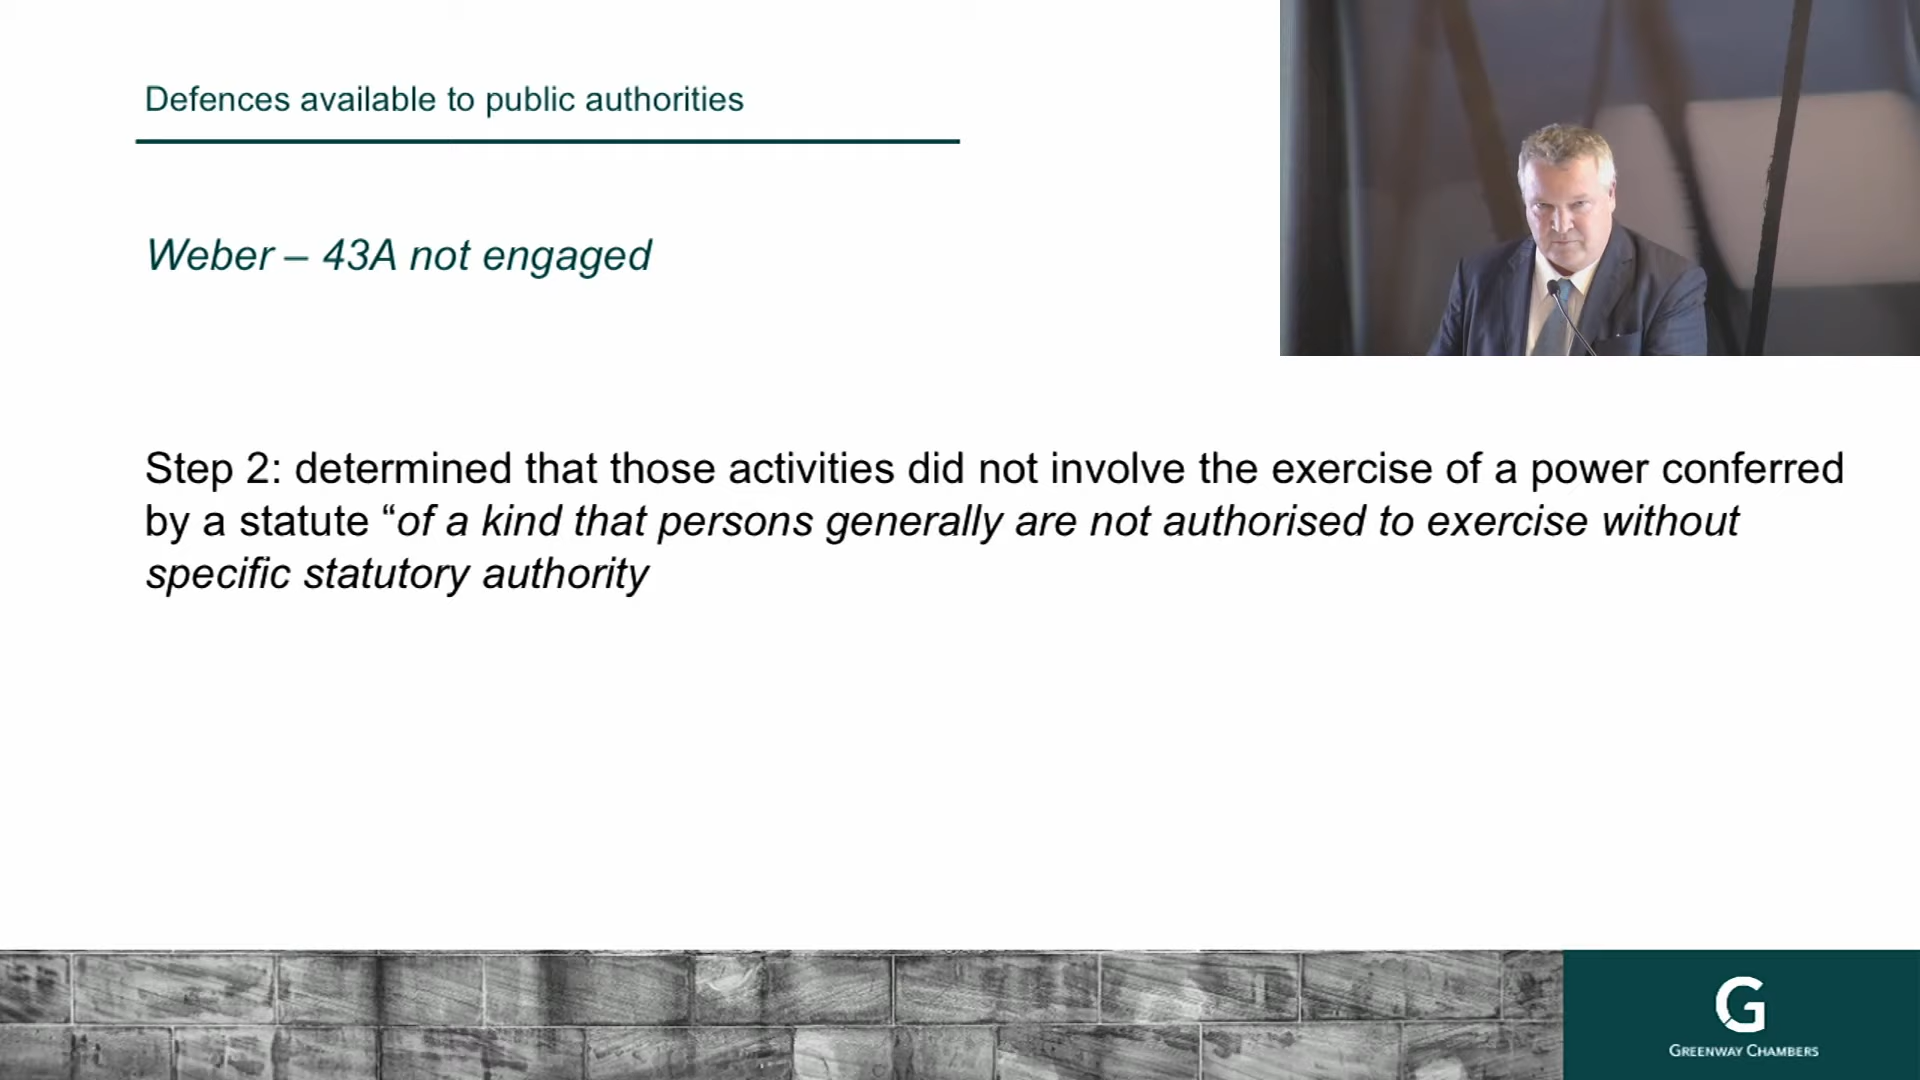 Defences available to public authorities
Weber – 43A not engaged
Step 2: determined that those activities did not involve the exercise of a power conferred
by a statute “of a kind that persons generally are not authorised to exercise without
specific statutory authority
G
GREENWAY CHAMBERS